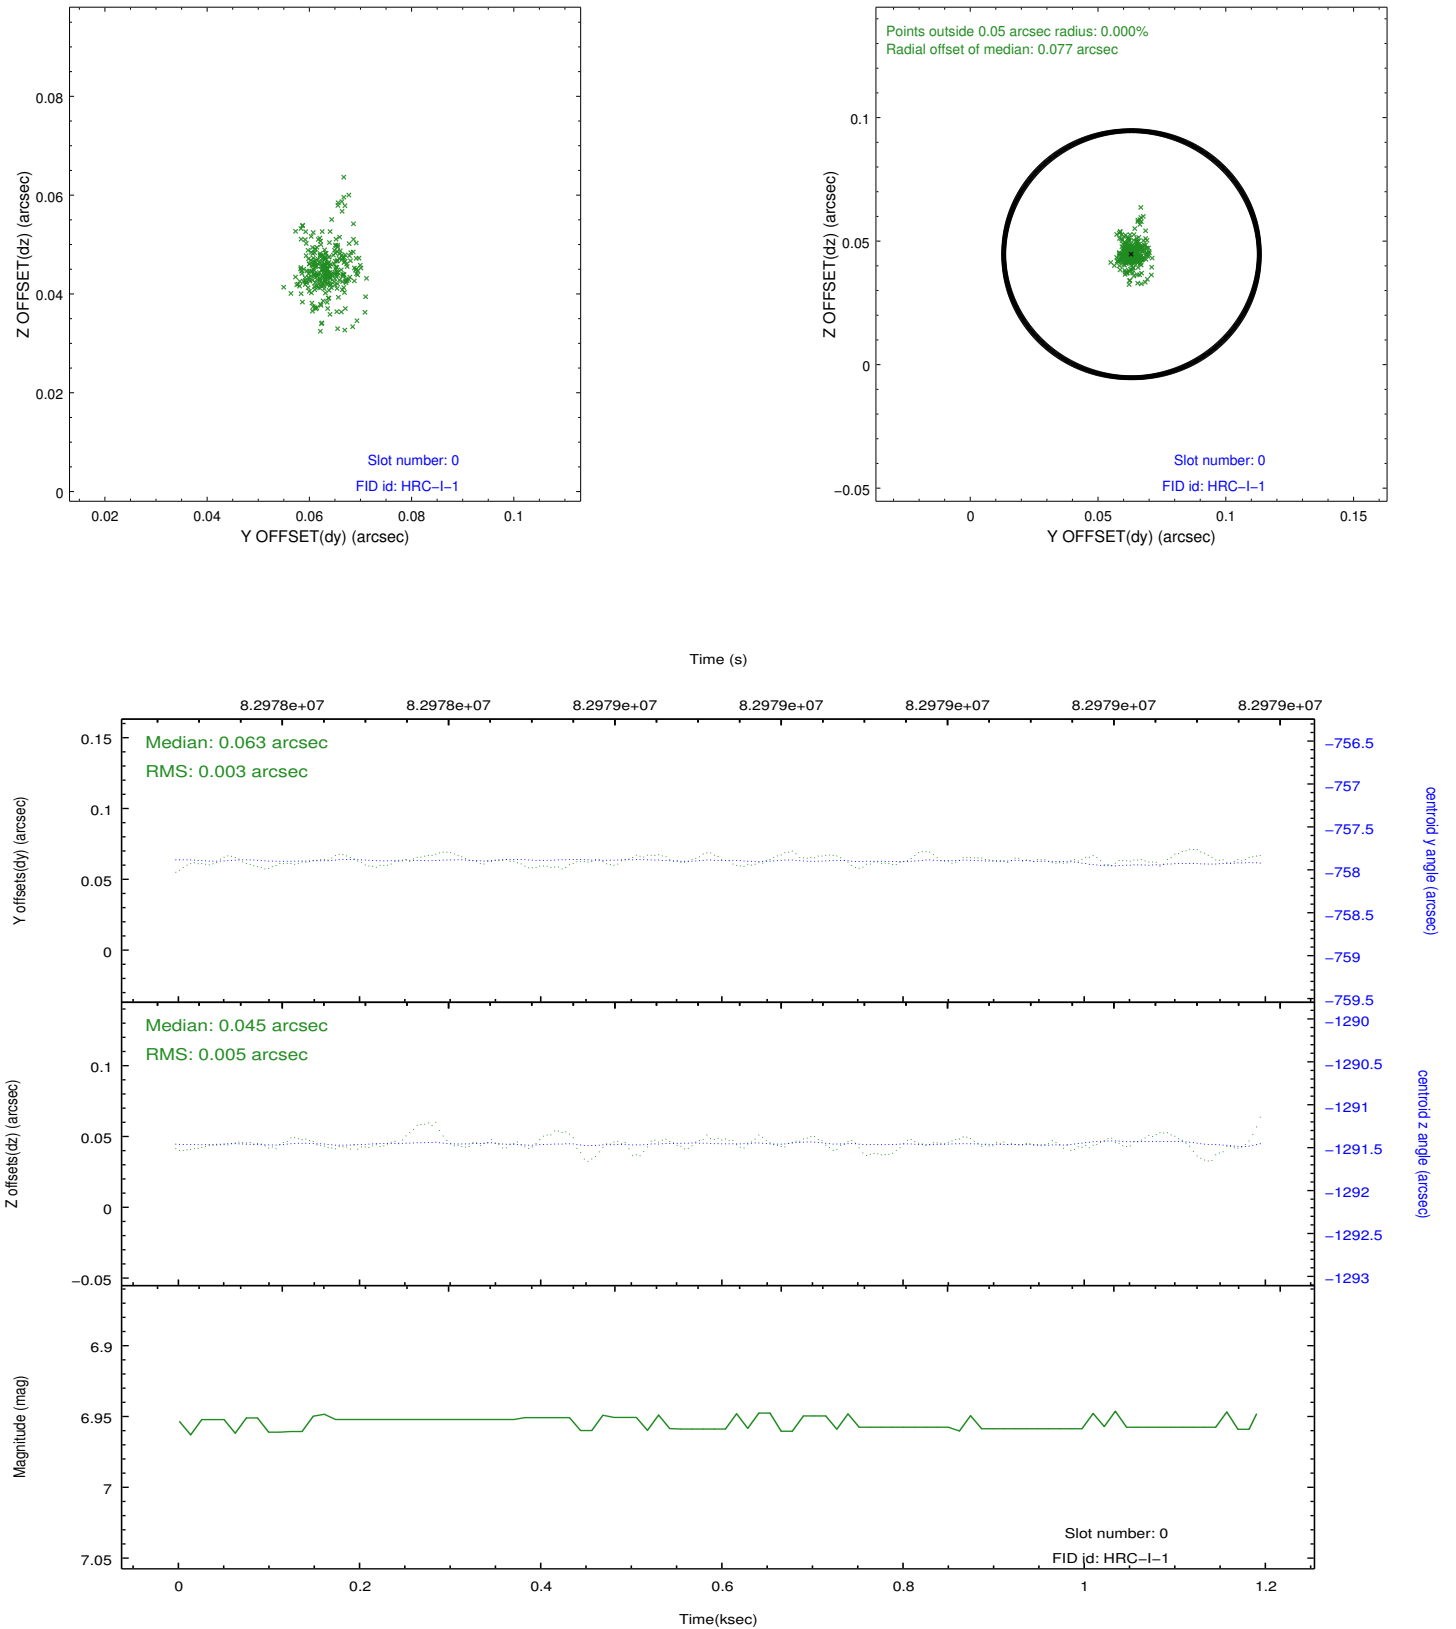 0.08
0.06
0.04
0.02
0
Z OFFSET(dz) (arcsec)
Slot number: 0
FID id: HRC−I−1
0.02 0.04 0.06 0.08 0.1
Y OFFSET(dy) (arcsec)
Points outside 0.05 arcsec radius: 0.000%
Radial offset of median: 0.077 arcsec
0.1
0.05
0
−0.05
Z OFFSET(dz) (arcsec)
Slot number: 0
FID id: HRC−I−1
0 0.05 0.1 0.15
Y OFFSET(dy) (arcsec)
Time (s)
8.2978e+07 8.2978e+07 8.2979e+07 8.2979e+07 8.2979e+07 8.2979e+07 8.2979e+07
Median: 0.063 arcsec
RMS: 0.003 arcsec
0.15
0.1
0.05
0
Y offsets(dy) (arcsec)
−756.5
−757
−757.5
−758
−758.5
−759
−759.5
centroid y angle (arcsec)
Median: 0.045 arcsec
RMS: 0.005 arcsec
0.1
0.05
0
−0.05
Z offsets(dz) (arcsec)
−1290
−1290.5
−1291
−1291.5
−1292
−1292.5
−1293
centroid z angle (arcsec)
6.9
6.95
7
7.05
Magnitude (mag)
Slot number: 0
FID id: HRC−I−1
0 0.2 0.4 0.6 0.8 1 1.2
Time(ksec)